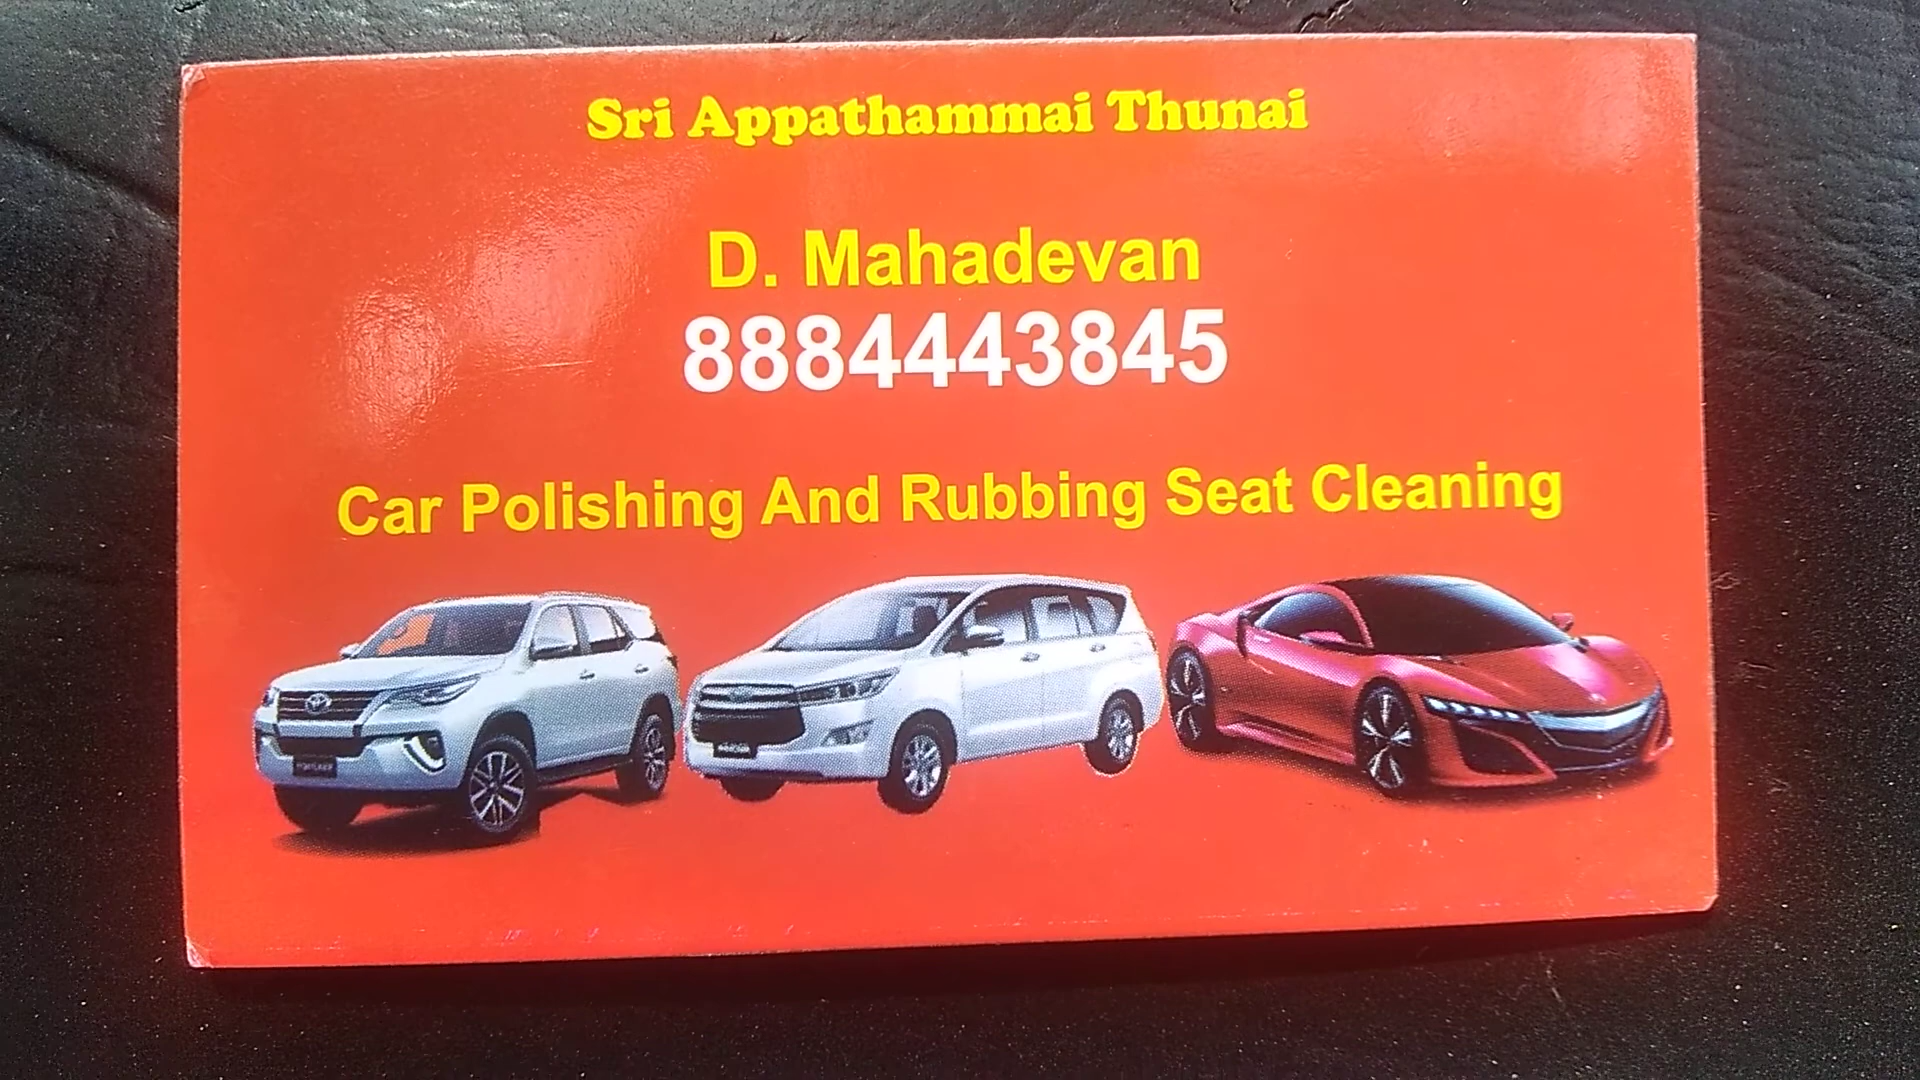 Sri Appathammai Thunai
D. Mahadevan
8884443845
Car Polishing And Rubbing Seat Cleaning